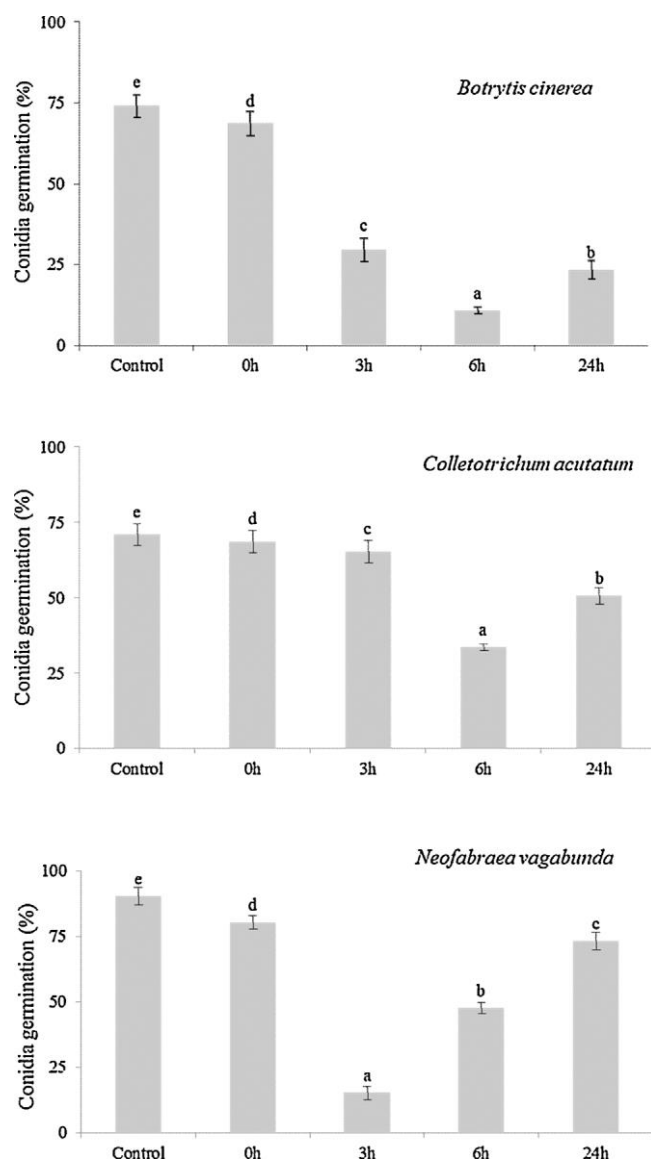 100
Botrytis cinerea
Conidia germination (%)
75
50
25
0
e
d
c
a
b
Control 0h 3h 6h 24h
100
Colletotrichum acutatum
Conidia geermination (%)
75
50
25
0
e
d
c
a
b
Control 0h 3h 6h 24h
Neofabraea vagabunda
100
Conidia germination (%)
75
50
25
0
e
d
a
b
c
Control 0h 3h 6h 24h